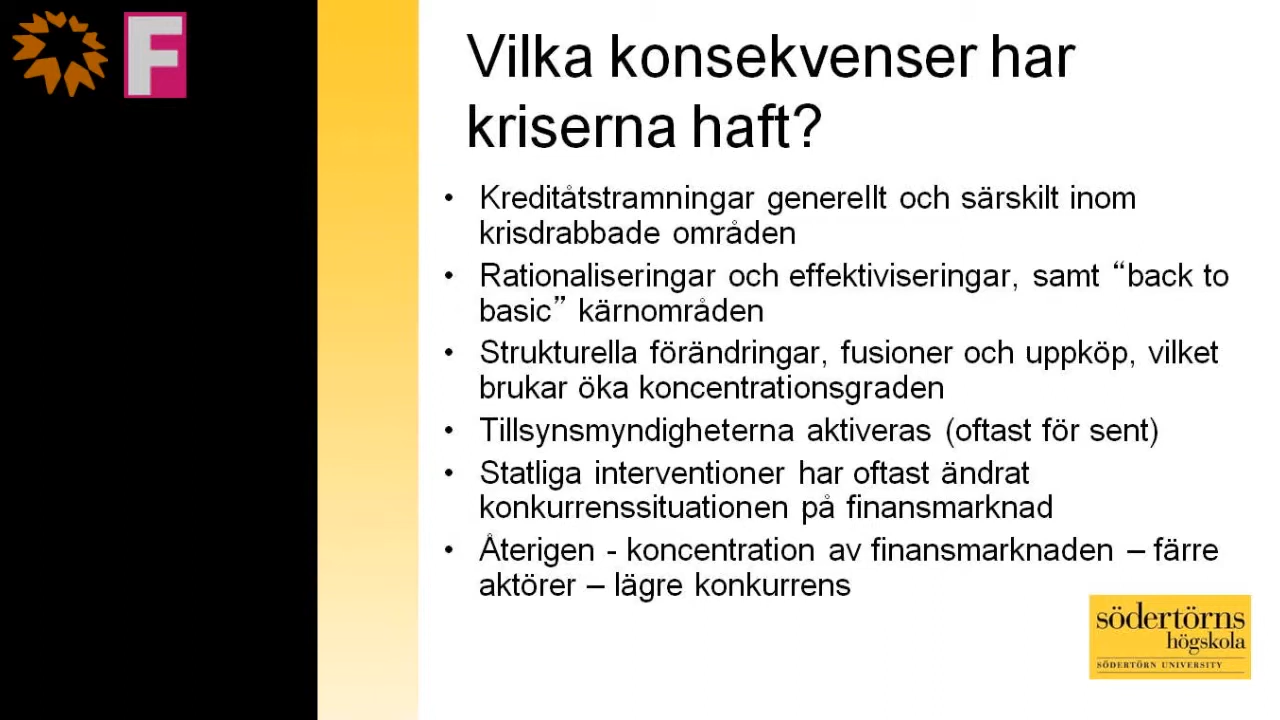 F
Vilka konsekvenser har
kriserna haft?
• Kreditåtstramningar generellt och särskilt inom
krisdrabbade områden
• Rationaliseringar och effektiviseringar, samt “back to
basic” kärnområden
• Strukturella förändringar, fusioner och uppköp, vilket
brukar öka koncentrationsgraden
• Tillsynsmyndigheterna aktiveras (oftast för sent)
• Statliga interventioner har oftast ändrat
konkurrenssituationen på finansmarknad
• Återigen - koncentration av finansmarknaden – färre
aktörer – lägre konkurrens
södertörns
högskola
SÖDERTÖRN UNIVERSITY